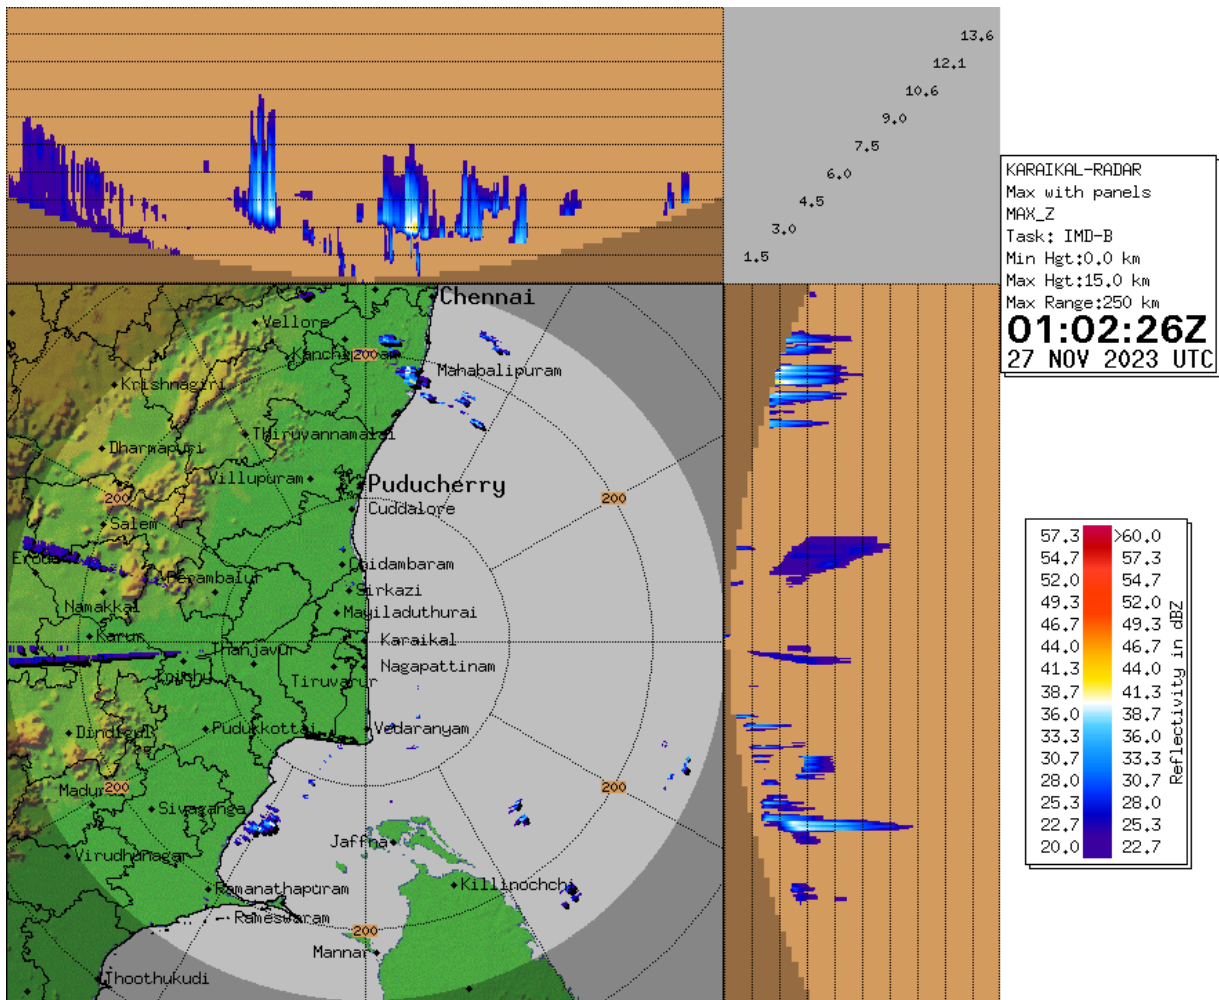 13.6
12.1
10.6
9.0
7.5
6.0
4.5
3.0
1.5
KARAIKAL-RADAR
Max with panels
MAX_Z
Task: IMD-B
Min Hgt:0.0 km
Max Hgt:15.0 km
Max Range:250 km
01:02:26Z
27 NOV 2023 UTC
Chennai
Vellore
200
Mahabalipuram
Krishnagiri
Thiruvannamalai
Dharmapuri
Villupuram
Puducherry
200
200
Cuddalore
Salem
Chidambaram
Perambalur
Sirkazi
Namakkal
Mayiladuthurai
Karur
Karaikal
Thanjavur
Nagapattinam
Tiruvarur
Pudukkottai
Vedaranyam
Dindigul
200
200
Sivaganga
Jaffna
Virudhunagar
Ramanathapuram
Killinochchi
Rameswaram
200
Mannar
Thoothukudi
57.3 >60.0
54.7 57.3
52.0 54.7
49.3 52.0
46.7 49.3
44.0 46.7
41.3 44.0
38.7 41.3
36.0 38.7
33.3 36.0
30.7 33.3
28.0 30.7
25.3 28.0
22.7 25.3
20.0 22.7
Reflectivity in dBZ